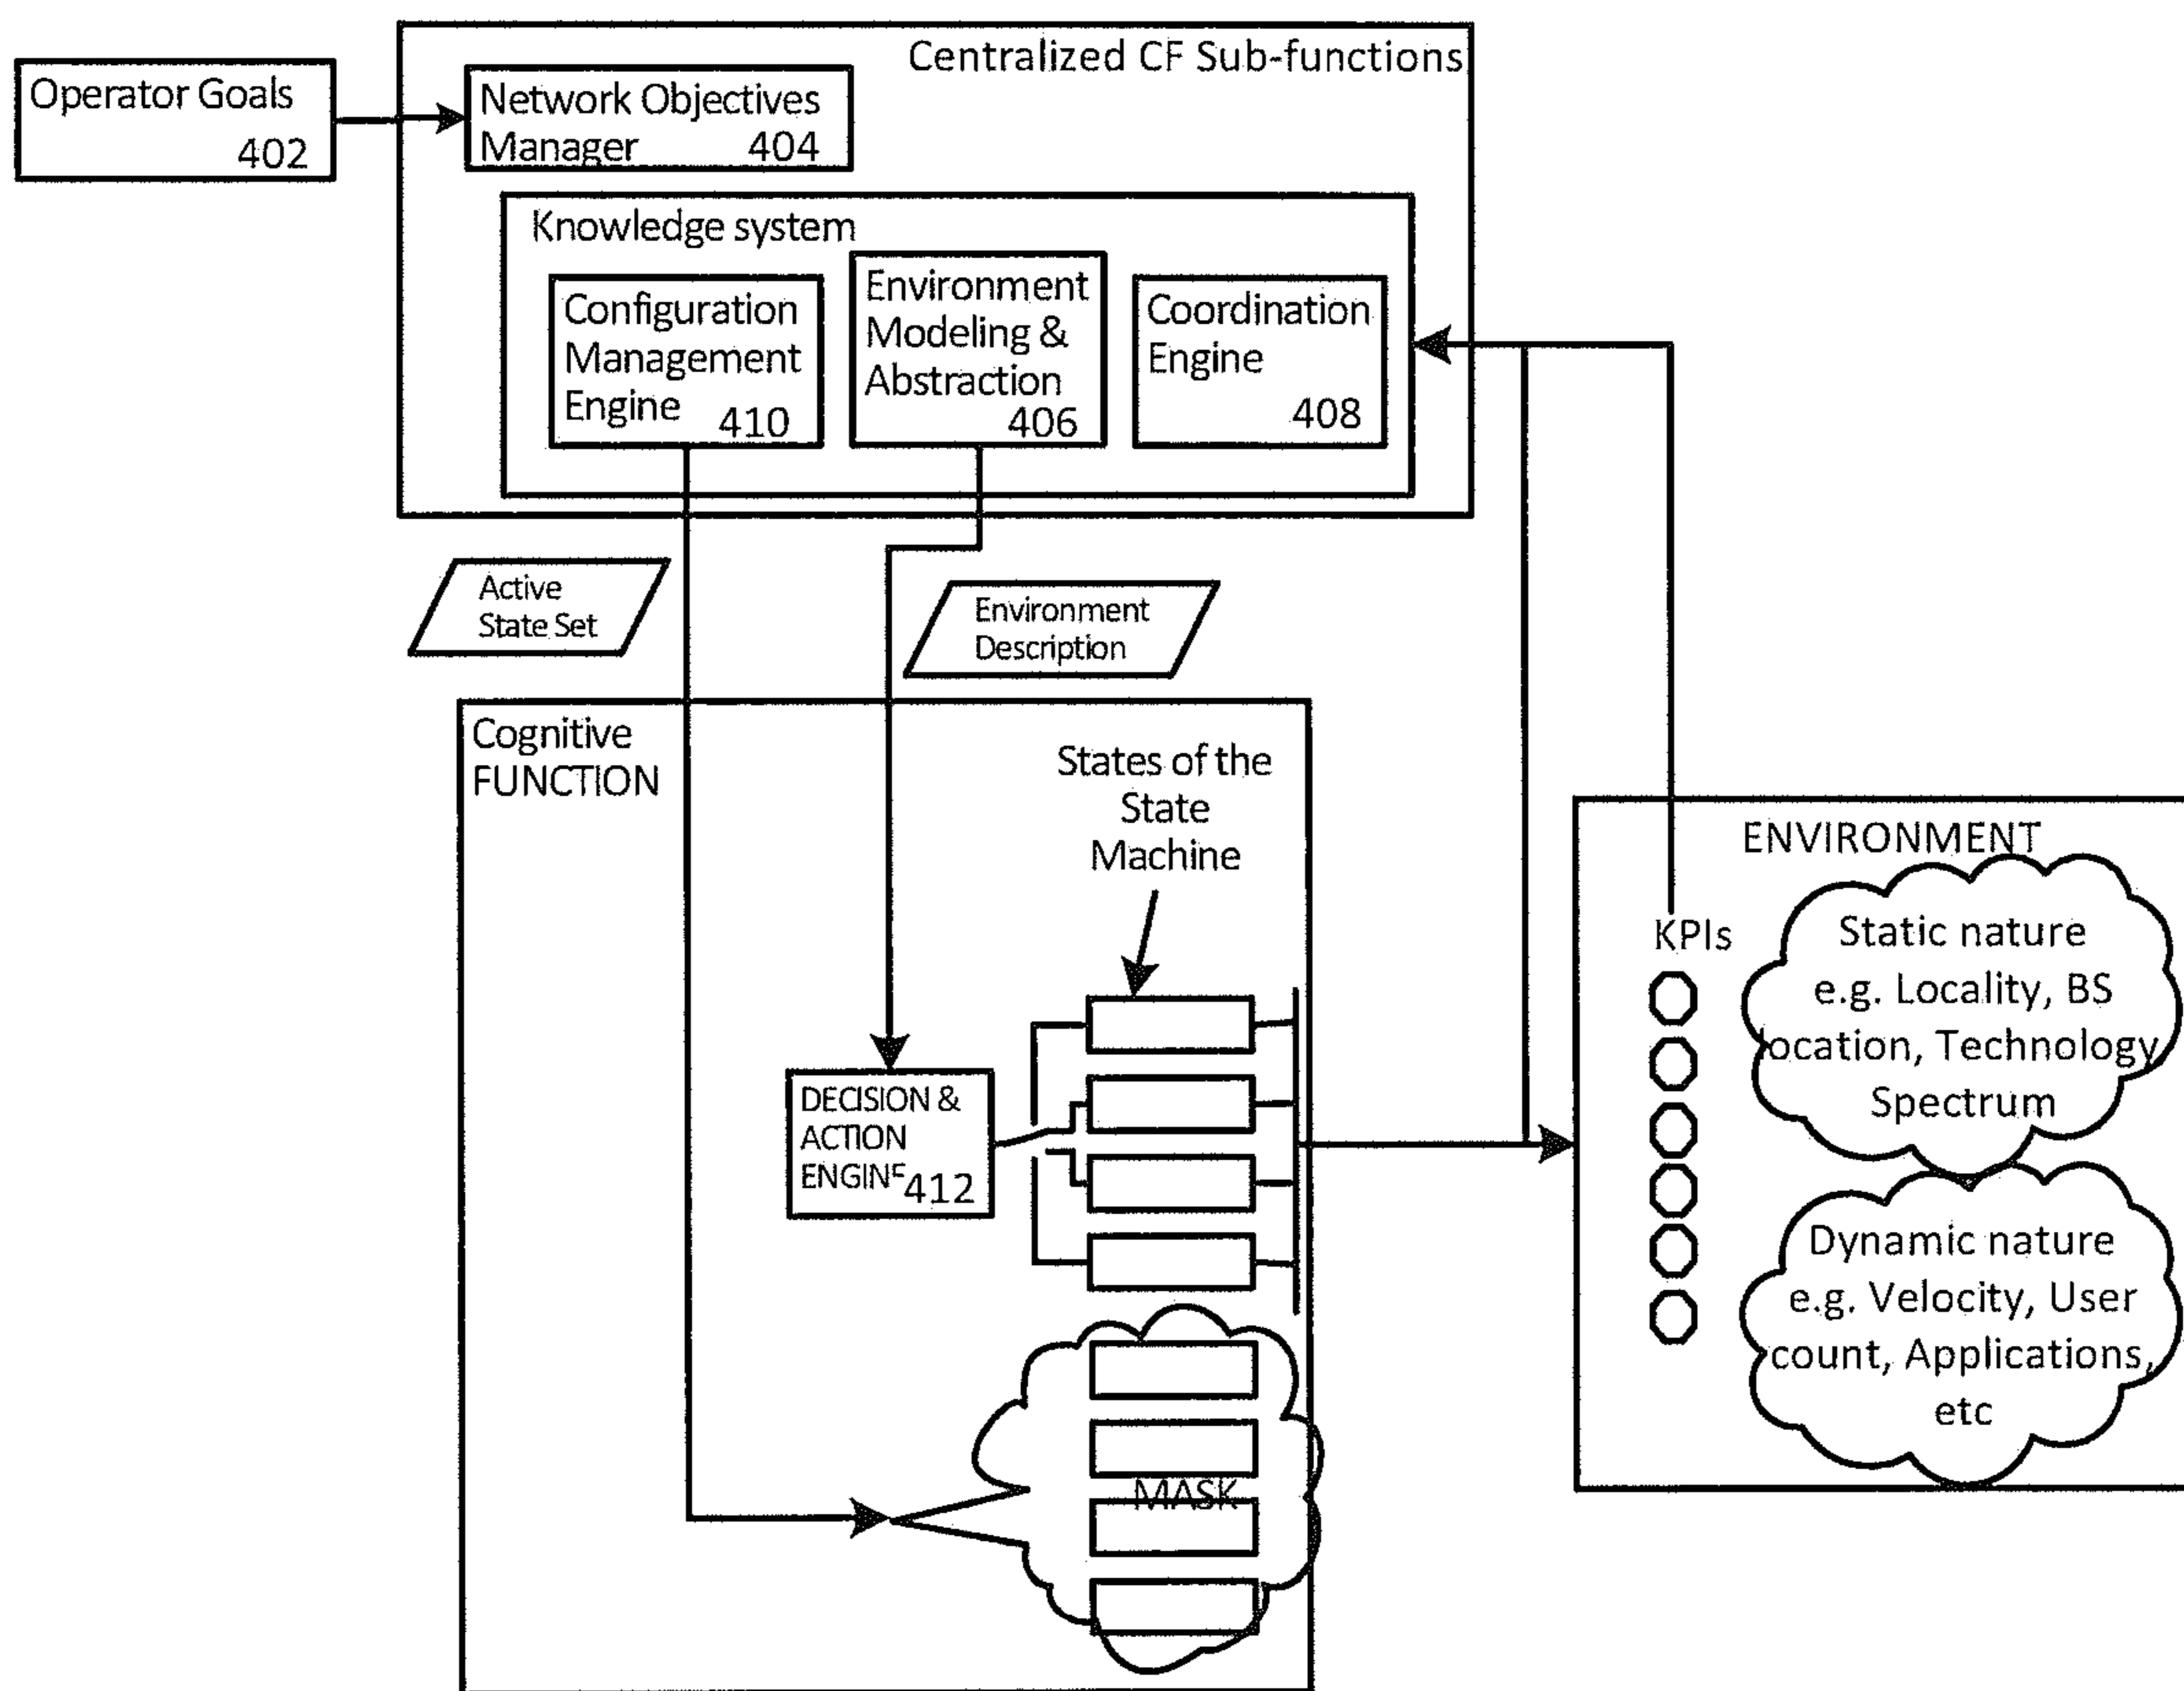 Centralized CF Sub-functions
Operator Goals
402
Network Objectives
Manager 404
Knowledge system
Configuration
Management
Engine 410
Environment
Modeling &
Abstraction
406
Coordination
Engine
408
Active
State Set
Environment
Description
Cognitive
FUNCTION
States of the
State
Machine
DECISION &
ACTION
ENGINE 412
MASK
ENVIRONMENT
KPIs
Static nature
e.g. Locality, BS
location, Technology
Spectrum
Dynamic nature
e.g. Velocity, User
count, Applications,
etc